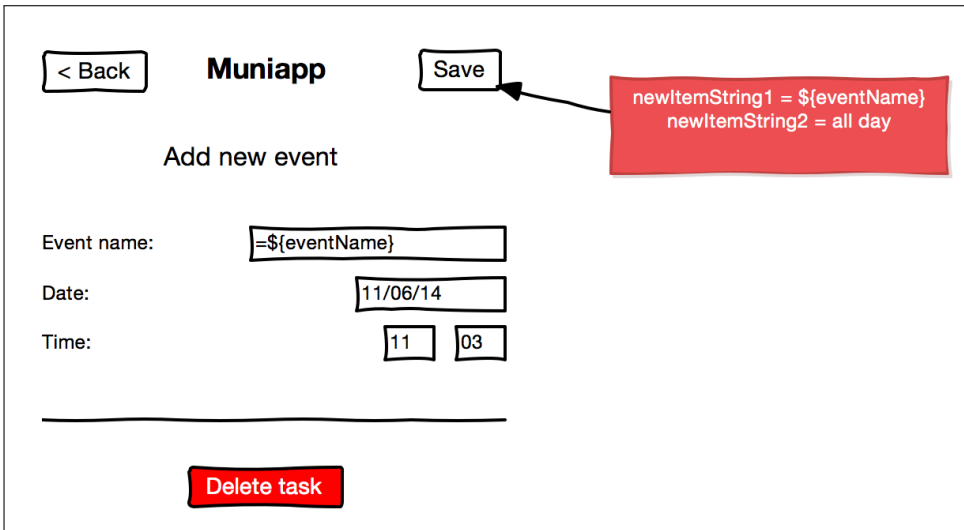 < Back
Muniapp
Save
newItemString1 = ${eventName}
newItemString2 = all day
Add new event
Event name:
=${eventName}
Date:
11/06/14
Time:
11
03
Delete task